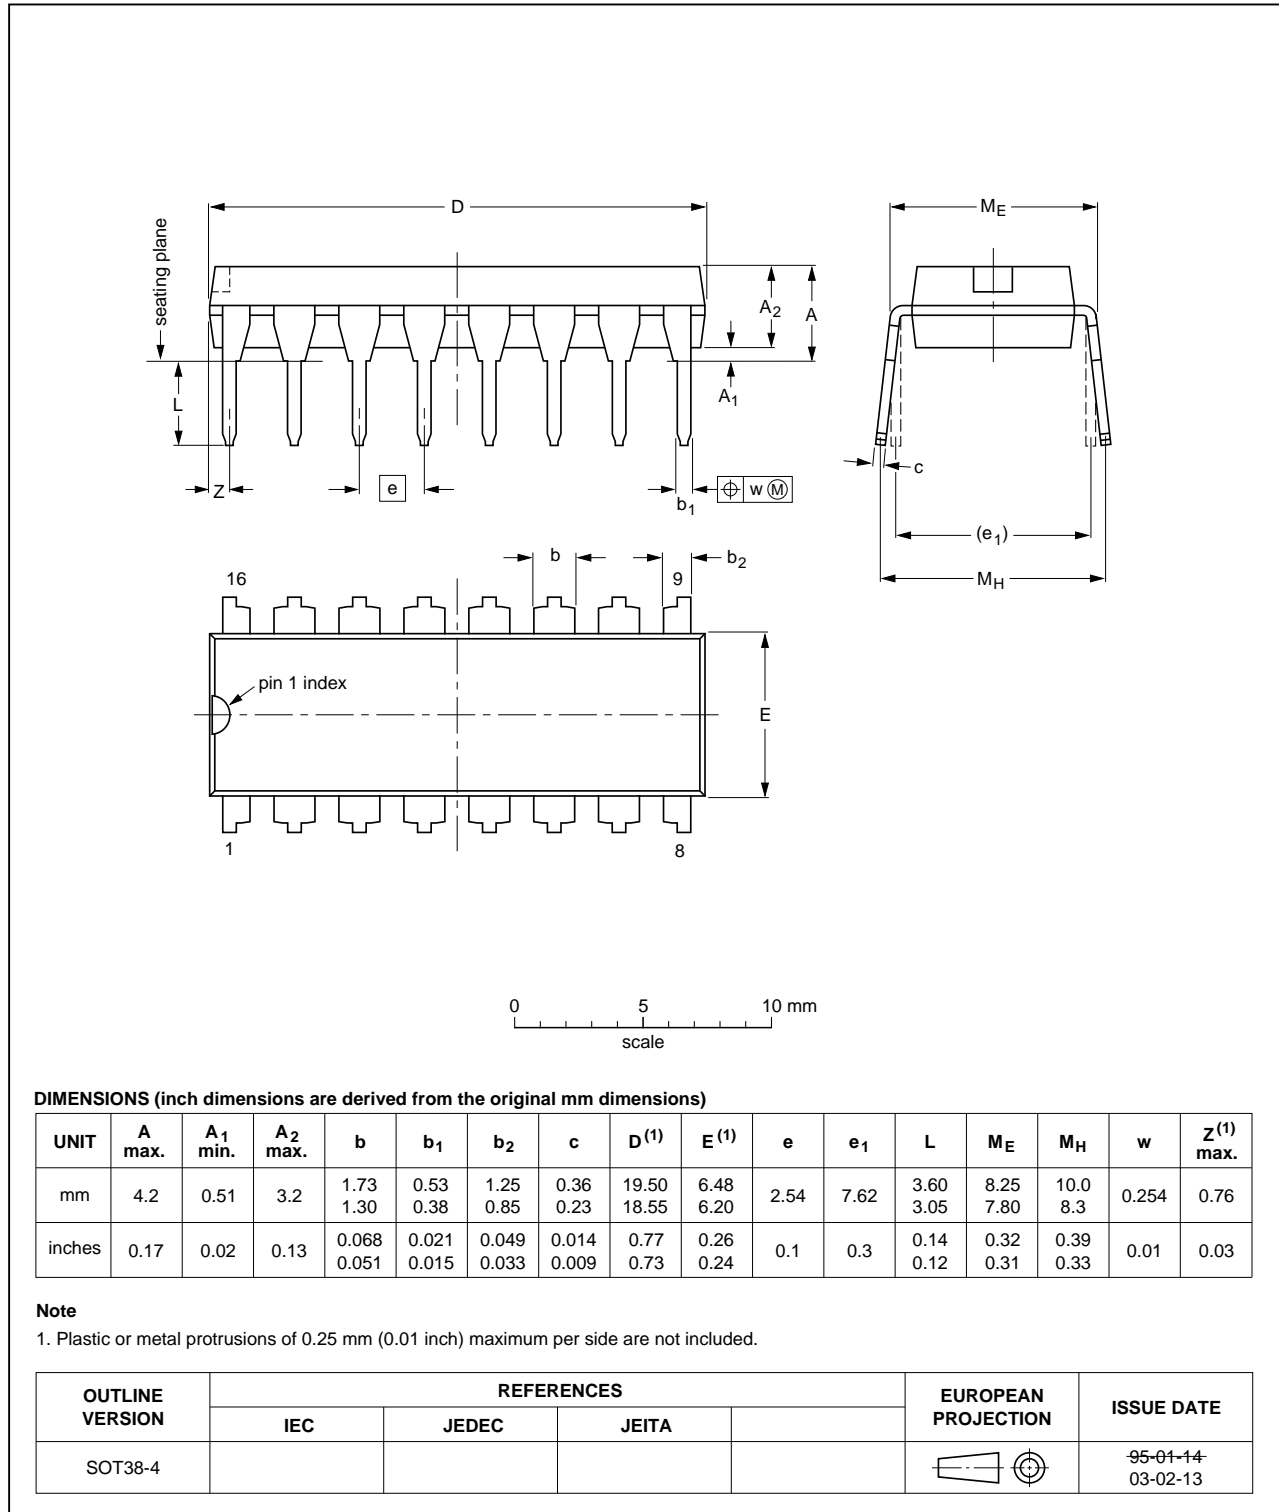 D
M_E
seating plane
A_2
A
A_1
L
Z
e
b_1
w M
c
(e_1)
M_H
b
b_2
16
9
pin 1 index
E
1
8
0 5 10 mm
scale
DIMENSIONS (inch dimensions are derived from the original mm dimensions)
UNIT A max. A1 min. A2 max. b b1 b2 c D(1) E(1) e e1 L ME MH w Z(1) max.
mm 4.2 0.51 3.2 1.73 1.30 0.53 0.38 1.25 0.85 0.36 0.23 19.50 18.55 6.48 6.20 2.54 7.62 3.60 3.05 8.25 7.80 10.0 8.3 0.254 0.76
inches 0.17 0.02 0.13 0.068 0.051 0.021 0.015 0.049 0.033 0.014 0.009 0.77 0.73 0.26 0.24 0.1 0.3 0.14 0.12 0.32 0.31 0.39 0.33 0.01 0.03
Note
1. Plastic or metal protrusions of 0.25 mm (0.01 inch) maximum per side are not included.
OUTLINE VERSION REFERENCES EUROPEAN PROJECTION ISSUE DATE
IEC JEDEC JEITA
SOT38-4 95-01-14
03-02-13